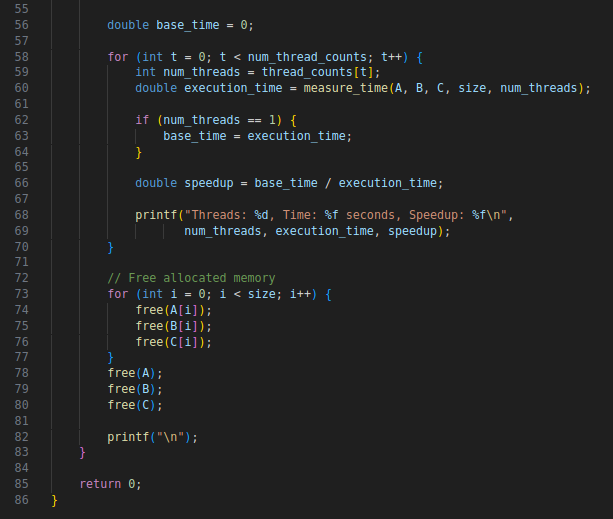 55
56 double base_time = 0;
57
58 for (int t = 0; t < num_thread_counts; t++) {
59 int num_threads = thread_counts[t];
60 double execution_time = measure_time(A, B, C, size, num_threads);
61
62 if (num_threads == 1) {
63 base_time = execution_time;
64 }
65
66 double speedup = base_time / execution_time;
67
68 printf("Threads: %d, Time: %f seconds, Speedup: %f\n",
69 num_threads, execution_time, speedup);
70 }
71
72 // Free allocated memory
73 for (int i = 0; i < size; i++) {
74 free(A[i]);
75 free(B[i]);
76 free(C[i]);
77 }
78 free(A);
79 free(B);
80 free(C);
81
82 printf("\n");
83 }
84
85 return 0;
86 }